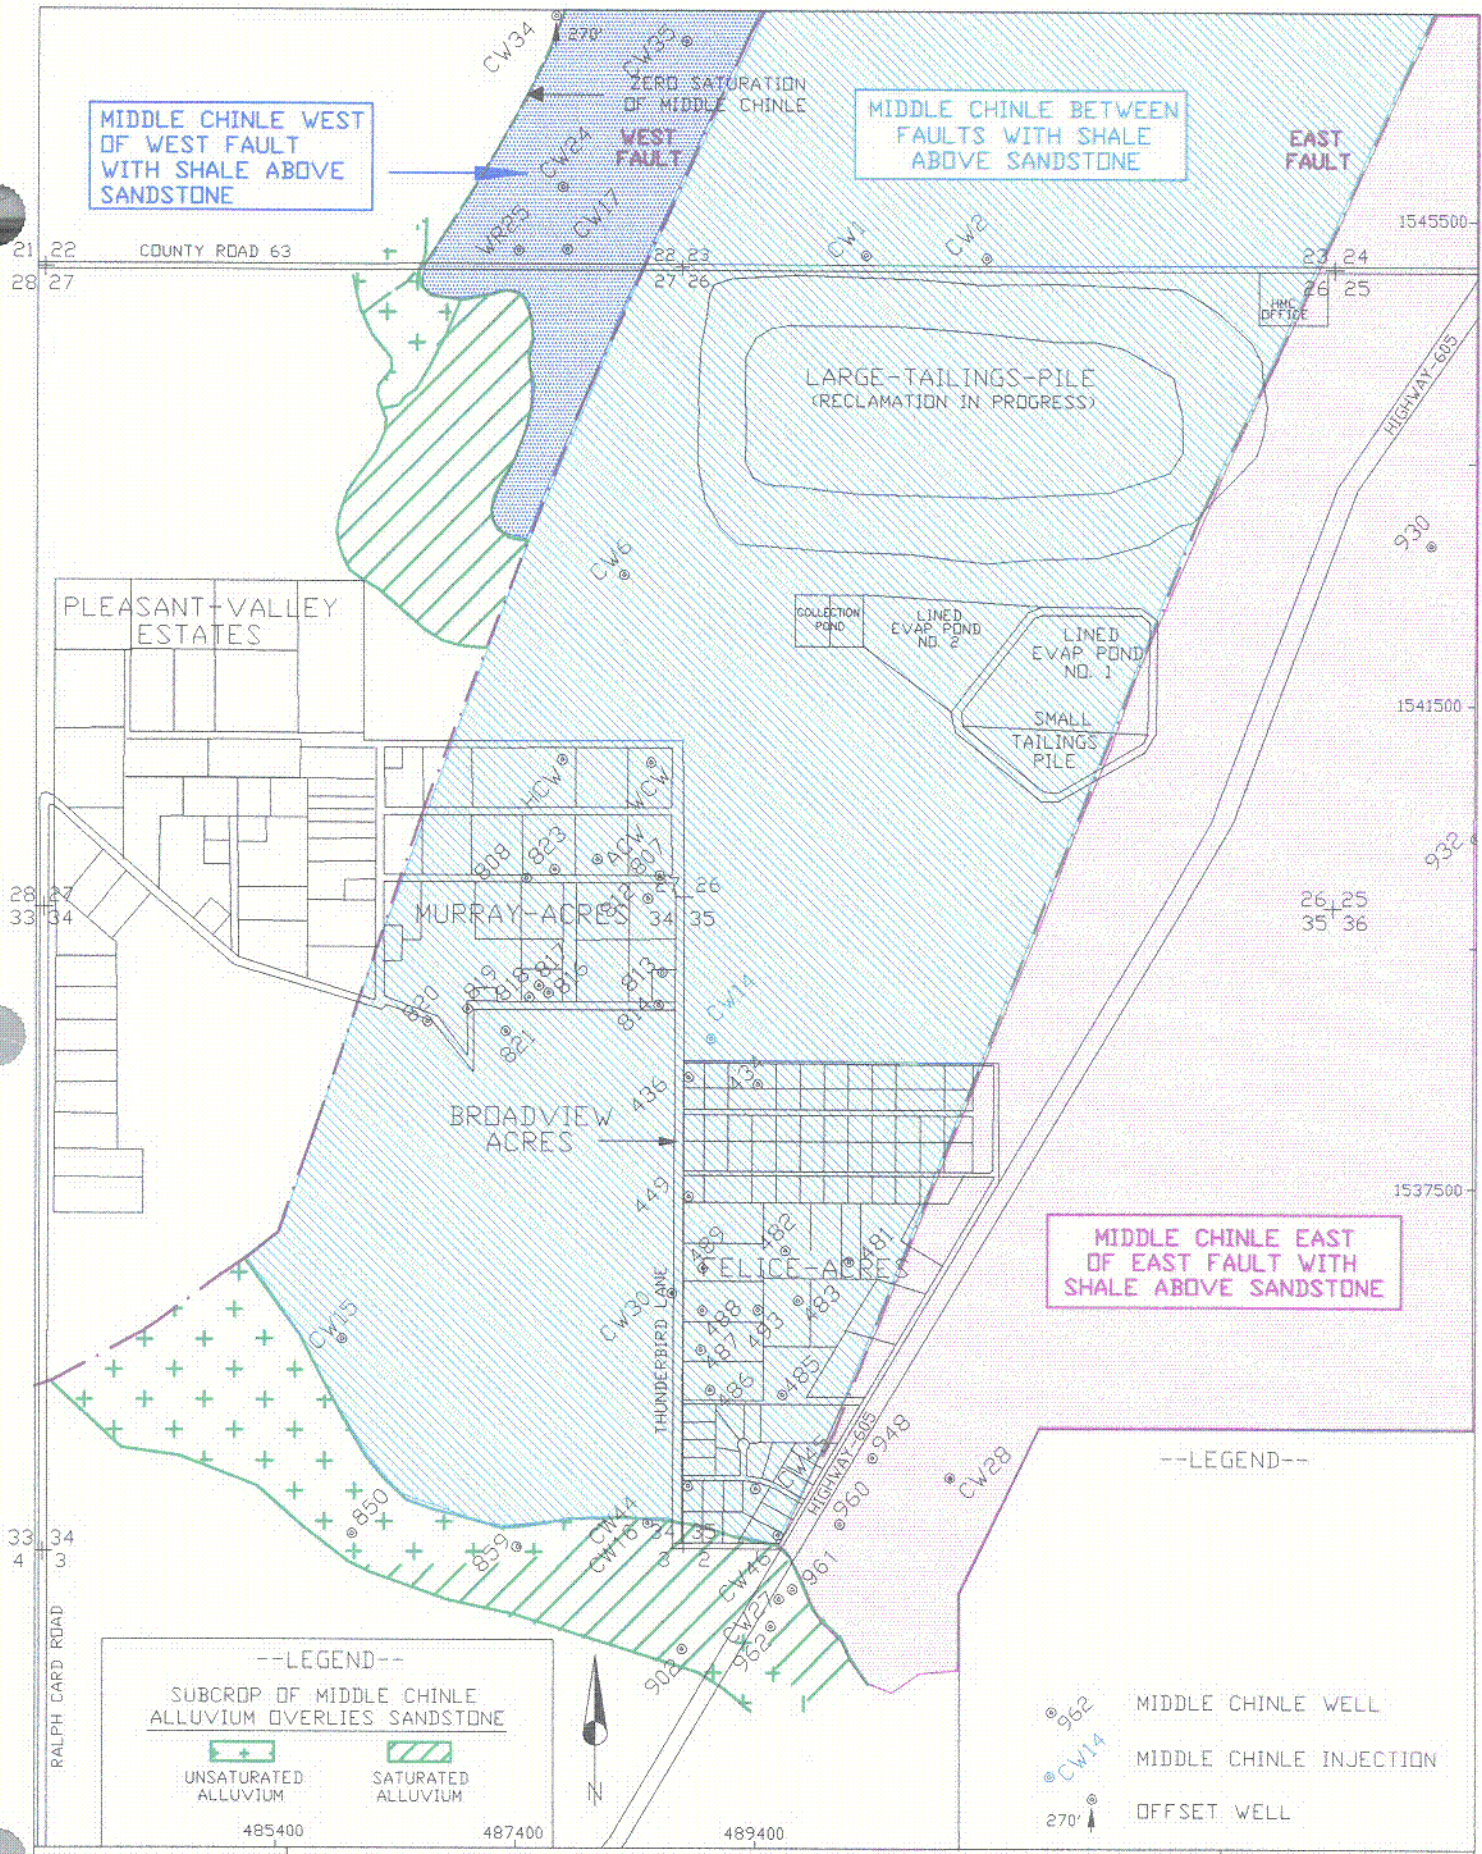 CW34
270'
CW35
ZERO SATURATION
OF MIDDLE CHINLE
MIDDLE CHINLE WEST
OF WEST FAULT
WITH SHALE ABOVE
SANDSTONE
WEST
FAULT
MIDDLE CHINLE BETWEEN
FAULTS WITH SHALE
ABOVE SANDSTONE
EAST
FAULT
CW24
WR25
CW17
CW1
CW2
1545500
21 22
28 27
COUNTY ROAD 63
22 23
27 26
23 24
26 25
HMC
OFFICE
LARGE-TAILINGS-PILE
(RECLAMATION IN PROGRESS)
HIGHWAY-605
930
CW6
PLEASANT-VALLEY
ESTATES
COLLECTION
POND
LINED
EVAP POND
NO. 2
LINED
EVAP POND
NO. 1
SMALL
TAILINGS
PILE
1541500
HCW
WCW
808
823
ACW
807
812
932
28 27
33 34
27 26
34 35
26 25
35 36
MURRAY-ACRES
820
819
818
817
816
813
814
821
CW14
436
434
BROADVIEW
ACRES
449
1537500
489
482
481
FELICE-ACRES
MIDDLE CHINLE EAST
OF EAST FAULT WITH
SHALE ABOVE SANDSTONE
CW15
CW30
THUNDERBIRD LANE
488
493
483
487
486
485
CW45
HIGHWAY-605
948
CW28
960
850
859
CW44
CW16
33 34
4 3
34 35
3 2
CW46
961
CW27
962
902
RALPH CARD ROAD
--LEGEND--
SUBCROP OF MIDDLE CHINLE
ALLUVIUM OVERLIES SANDSTONE
UNSATURATED
ALLUVIUM
SATURATED
ALLUVIUM
N
--LEGEND--
962 MIDDLE CHINLE WELL
CW14 MIDDLE CHINLE INJECTION
270' OFFSET WELL
485400
487400
489400